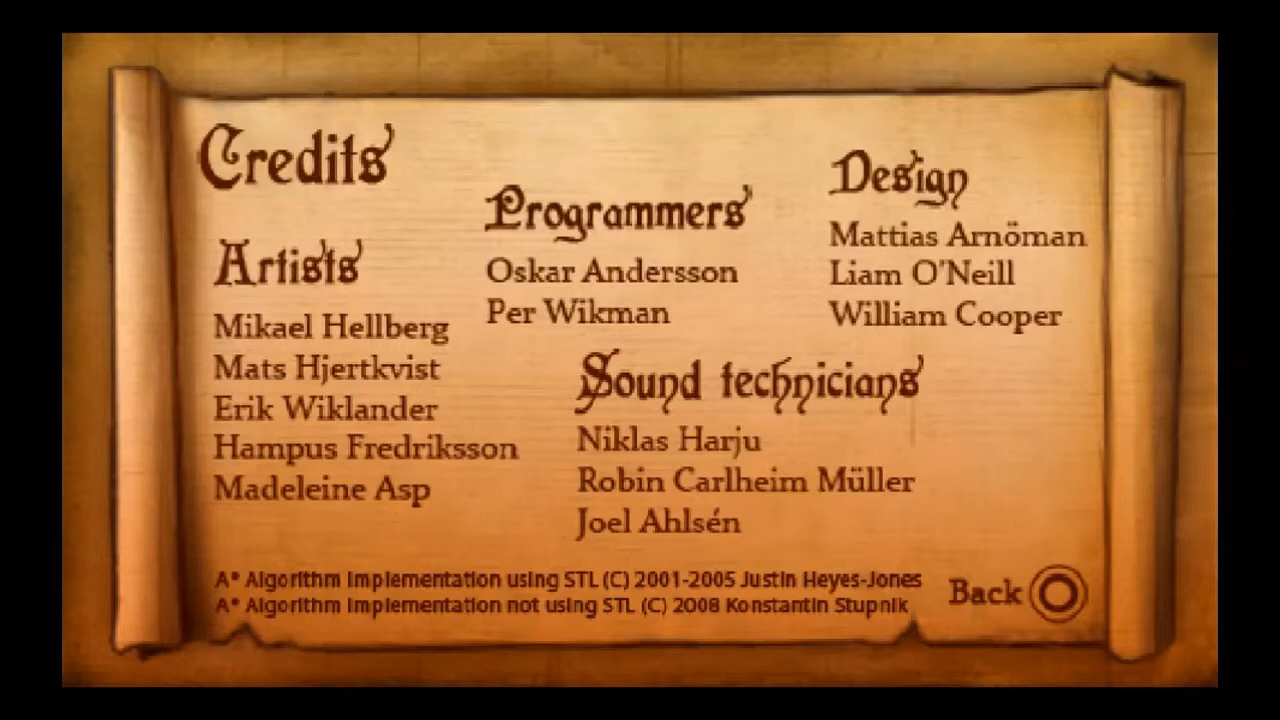 Credits
Artists
Mikael Hellberg
Mats Hjertkvist
Erik Wiklander
Hampus Fredriksson
Madeleine Asp
Programmers
Oskar Andersson
Per Wikman
Design
Mattias Arnöman
Liam O'Neill
William Cooper
Sound technicians
Niklas Harju
Robin Carlheim Müller
Joel Ahlsén
A* Algorithm Implementation using STL (C) 2001-2005 Justin Heyes-Jones
A* Algorithm Implementation not using STL (C) 2008 Konstantin Stupnik
Back